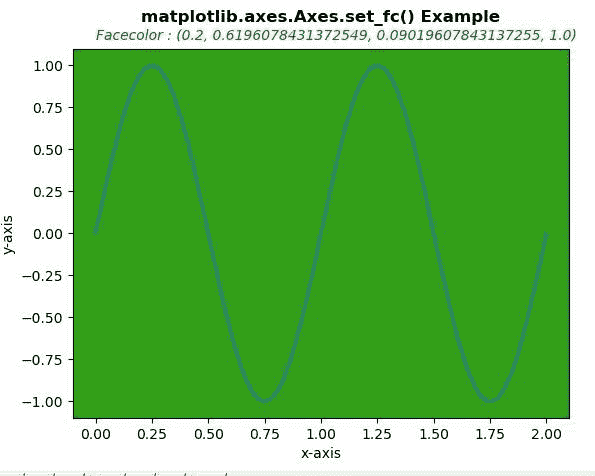 matplotlib.axes.Axes.set_fc() Example
Facecolor : (0.2, 0.6196078431372549, 0.09019607843137255, 1.0)
1.00
0.75
0.50
0.25
0.00
−0.25
−0.50
−0.75
−1.00
y-axis
0.00 0.25 0.50 0.75 1.00 1.25 1.50 1.75 2.00
x-axis